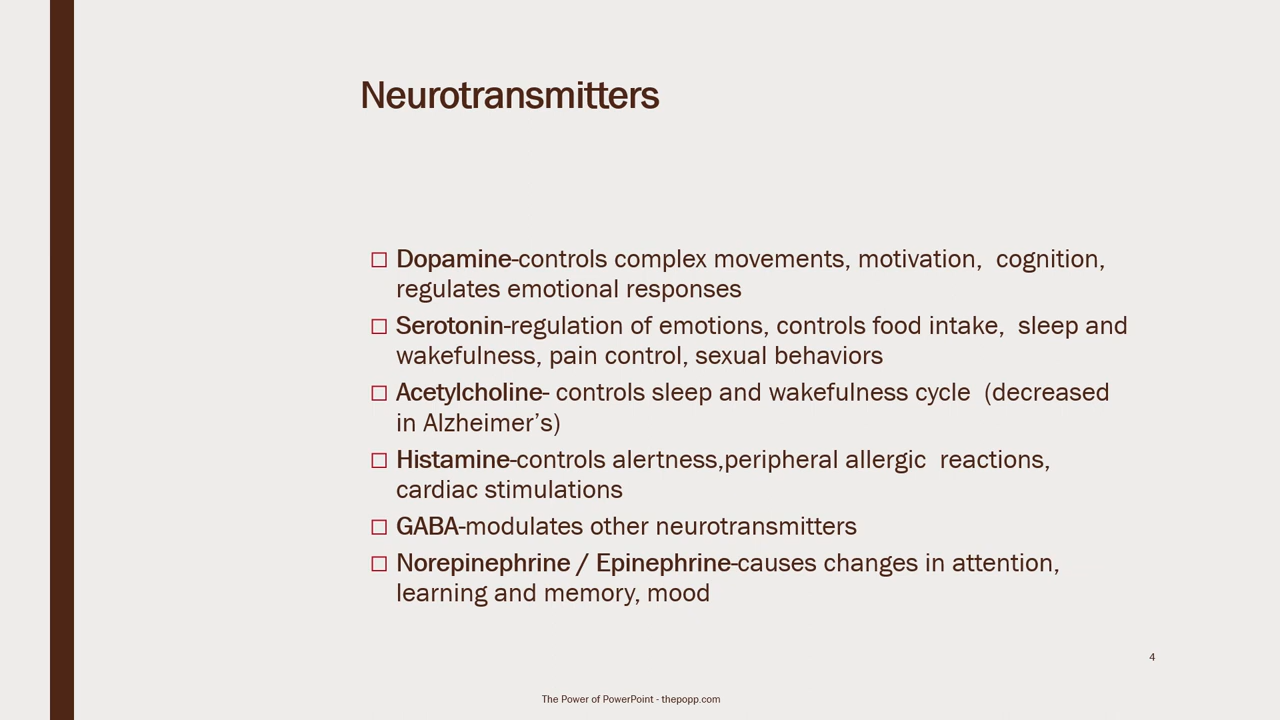 Neurotransmitters
Dopamine-controls complex movements, motivation,  cognition,
regulates emotional responses
Serotonin-regulation of emotions, controls food intake,  sleep and
wakefulness, pain control, sexual behaviors
Acetylcholine- controls sleep and wakefulness cycle  (decreased
in Alzheimer’s)
Histamine-controls alertness,peripheral allergic  reactions,
cardiac stimulations
GABA-modulates other neurotransmitters
Norepinephrine / Epinephrine-causes changes in attention,
learning and memory, mood
4
The Power of PowerPoint - thepopp.com